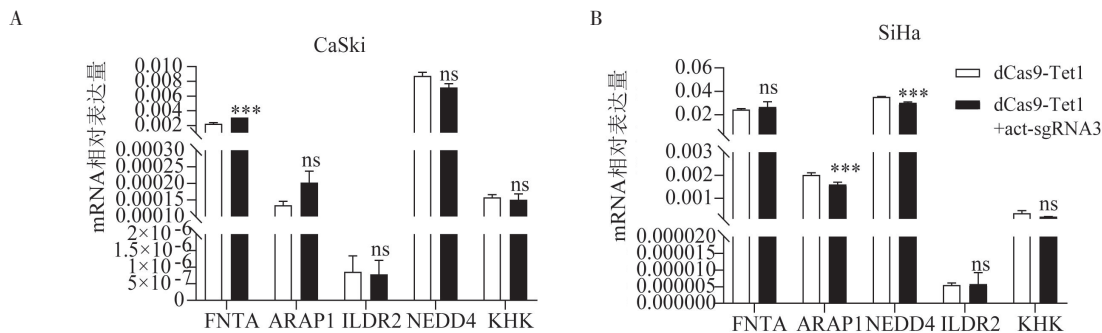 A
CaSki
mRNA相对表达量
0.010
0.008
0.006
0.004
0.002
0.00030
0.00020
0.00015
0.00010
2×10⁻⁶
1.5×10⁻⁶
1×10⁻⁶
5×10⁻⁷
0
***
ns
ns
ns
ns
FNTA ARAP1 ILDR2 NEDD4 KHK
B
SiHa
mRNA相对表达量
0.06
0.04
0.02
0.003
0.002
0.001
0.000020
0.000015
0.000010
0.000005
0.000000
ns
***
***
ns
ns
FNTA ARAP1 NEDD4 ILDR2 KHK
dCas9-Tet1
dCas9-Tet1
+act-sgRNA3